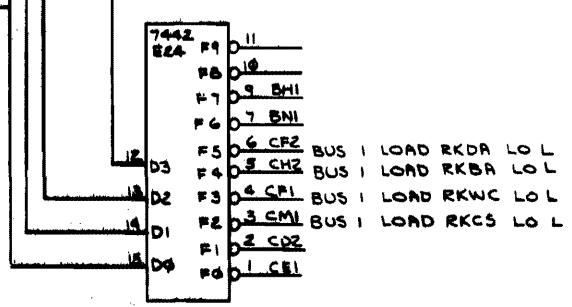 7442
E24
F9 11
F8 10
F7 9 BH1
F6 7 BN1
F5 6 CF2 BUS 1 LOAD RKDA LO L
12 D3 F4 5 CH2 BUS 1 LOAD RKBA LO L
13 D2 F3 4 CF1 BUS 1 LOAD RKWC LO L
F2 3 CM1 BUS 1 LOAD RKCS LO L
14 D1 F1 2 CD2
15 D0 F0 1 CE1